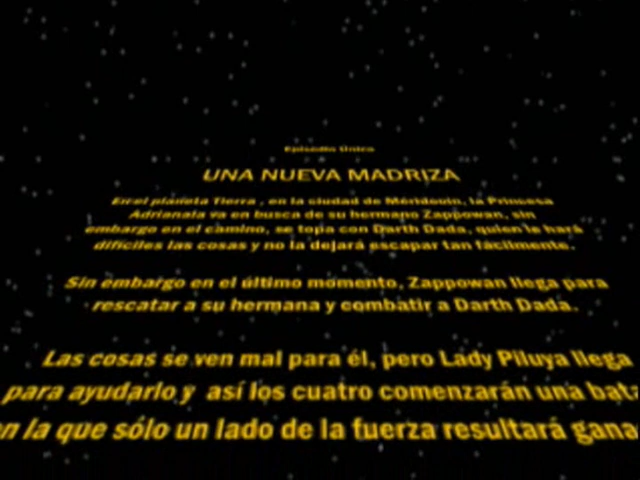 Episodio Unico
UNA NUEVA MADRIZA
En el planeta Tierra , en la ciudad de Méridouin, la Princesa
Adrianala va en busca de su hermano Zappowan, sin
embargo en el camino, se topa con Darth Dada, quien le hará
difíciles las cosas y no la dejará escapar tan fácilmente.
Sin embargo en el último momento, Zappowan llega para
rescatar a su hermana y combatir a Darth Dada.
Las cosas se ven mal para él, pero Lady Piluya llega
para ayudarlo y así los cuatro comenzarán una bata
n la que sólo un lado de la fuerza resultará gana